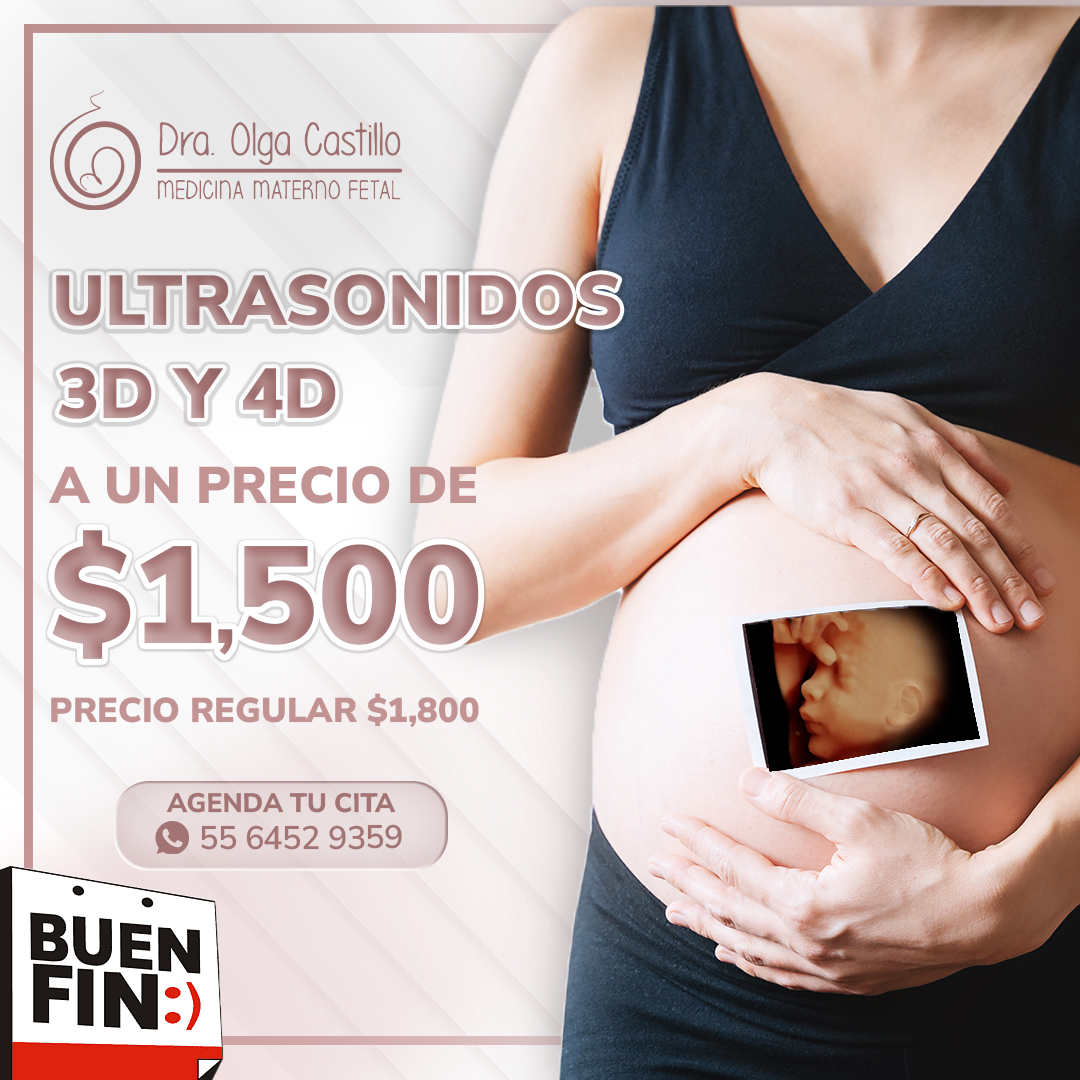 Dra. Olga Castillo
MEDICINA MATERNO FETAL
ULTRASONIDOS
3D Y 4D
A UN PRECIO DE
$1,500
PRECIO REGULAR $1,800
AGENDA TU CITA
55 6452 9359
BUEN
FIN:)